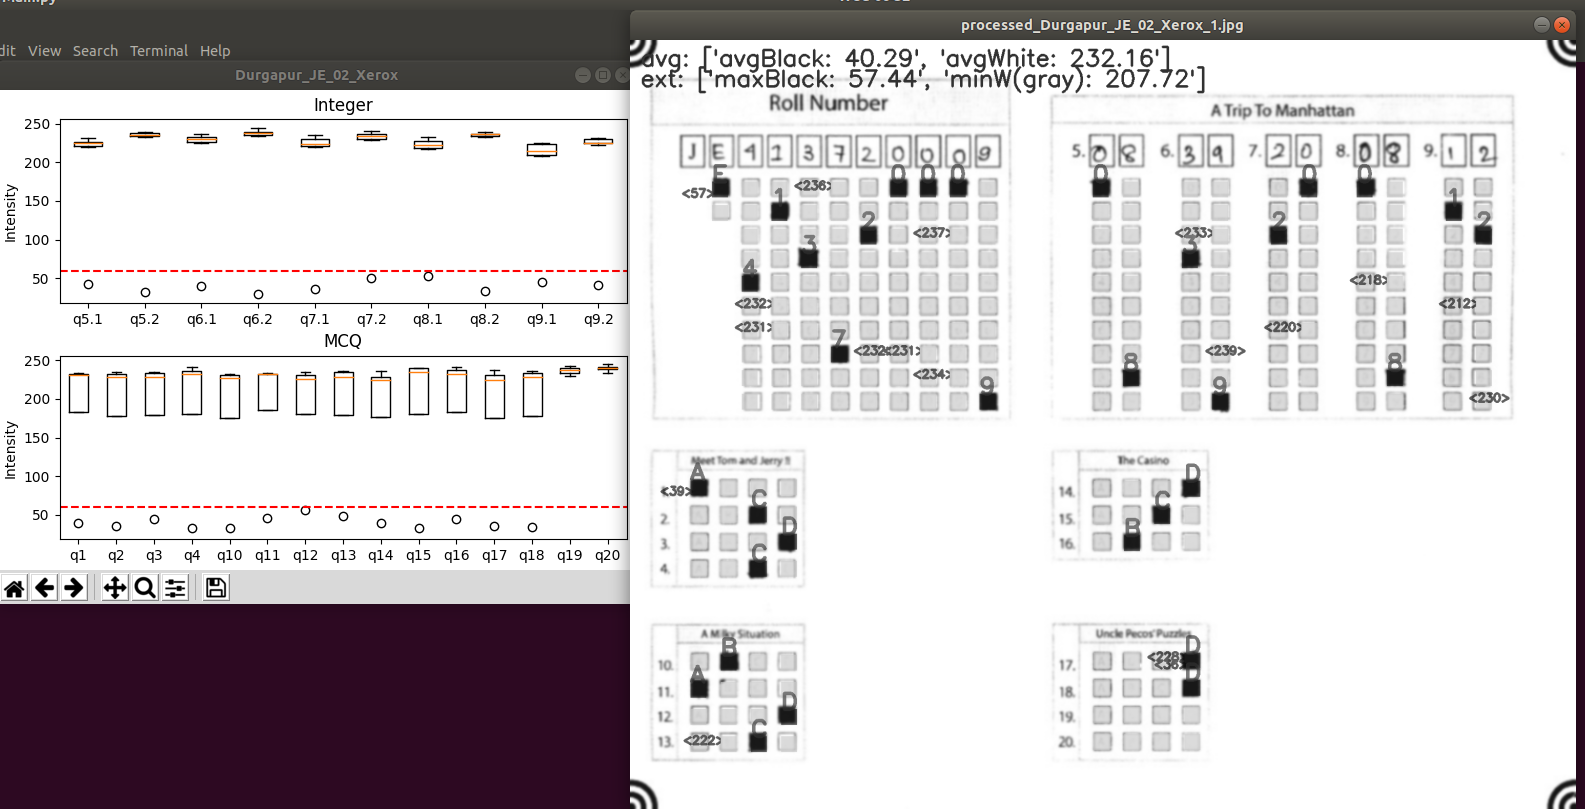 Main.py
dit View Search Terminal Help
Durgapur_JE_02_Xerox
Integer
Intensity
250
200
150
100
50
q5.1 q5.2 q6.1 q6.2 q7.1 q7.2 q8.1 q8.2 q9.1 q9.2
MCQ
Intensity
250
200
150
100
50
q1 q2 q3 q4 q10 q11 q12 q13 q14 q15 q16 q17 q18 q19 q20
processed_Durgapur_JE_02_Xerox_1.jpg
avg: ['avgBlack: 40.29', 'avgWhite: 232.16']
ext: ['maxBlack: 57.44', 'minW(gray): 207.72']
Roll Number
J E 4 1 3 7 2 0 0 0 9
E 0 0 0
<57> <236>
1
2
<237>
3
4
<232>
<231>
7
<232> <231>
<234>
9
A Trip To Manhattan
5. 0 8 6. 3 9 7. 2 0 8. 0 8 9. 1 2
0 0 0
1
2 2
<233>
3
<218>
<212>
<220>
<239>
8 8
9
<230>
Meet Tom and Jerry !!
A
<39>
C
2.
D
3.
C
4.
The Casino
D
14.
C
15.
B
16.
A Milky Situation
B
10.
A
11.
D
12.
C
13. <222>
Uncle Pecos' Puzzles
D
17. <228>
<36>
D
18.
19.
20.